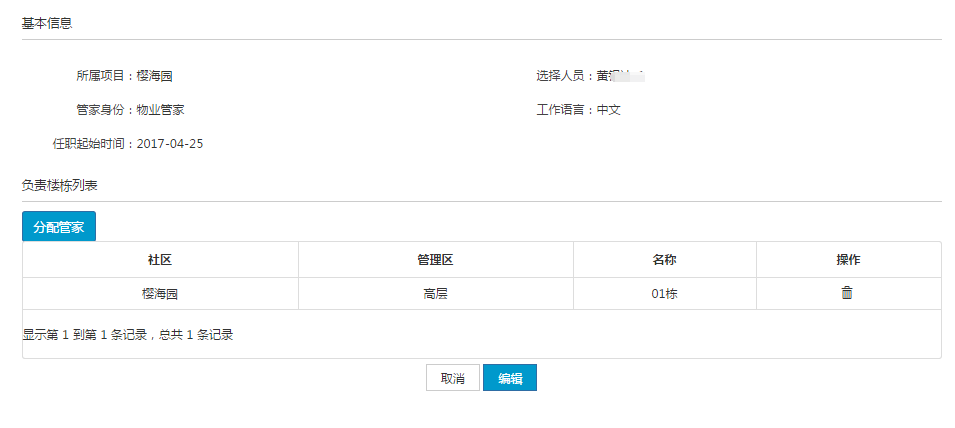 基本信息
所属项目：樱海园 选择人员：黄
管家身份：物业管家 工作语言：中文
任职起始时间：2017-04-25
负责楼栋列表
分配管家
社区 管理区 名称 操作
樱海园 高层 01栋
显示第 1 到第 1 条记录，总共 1 条记录
取消 编辑